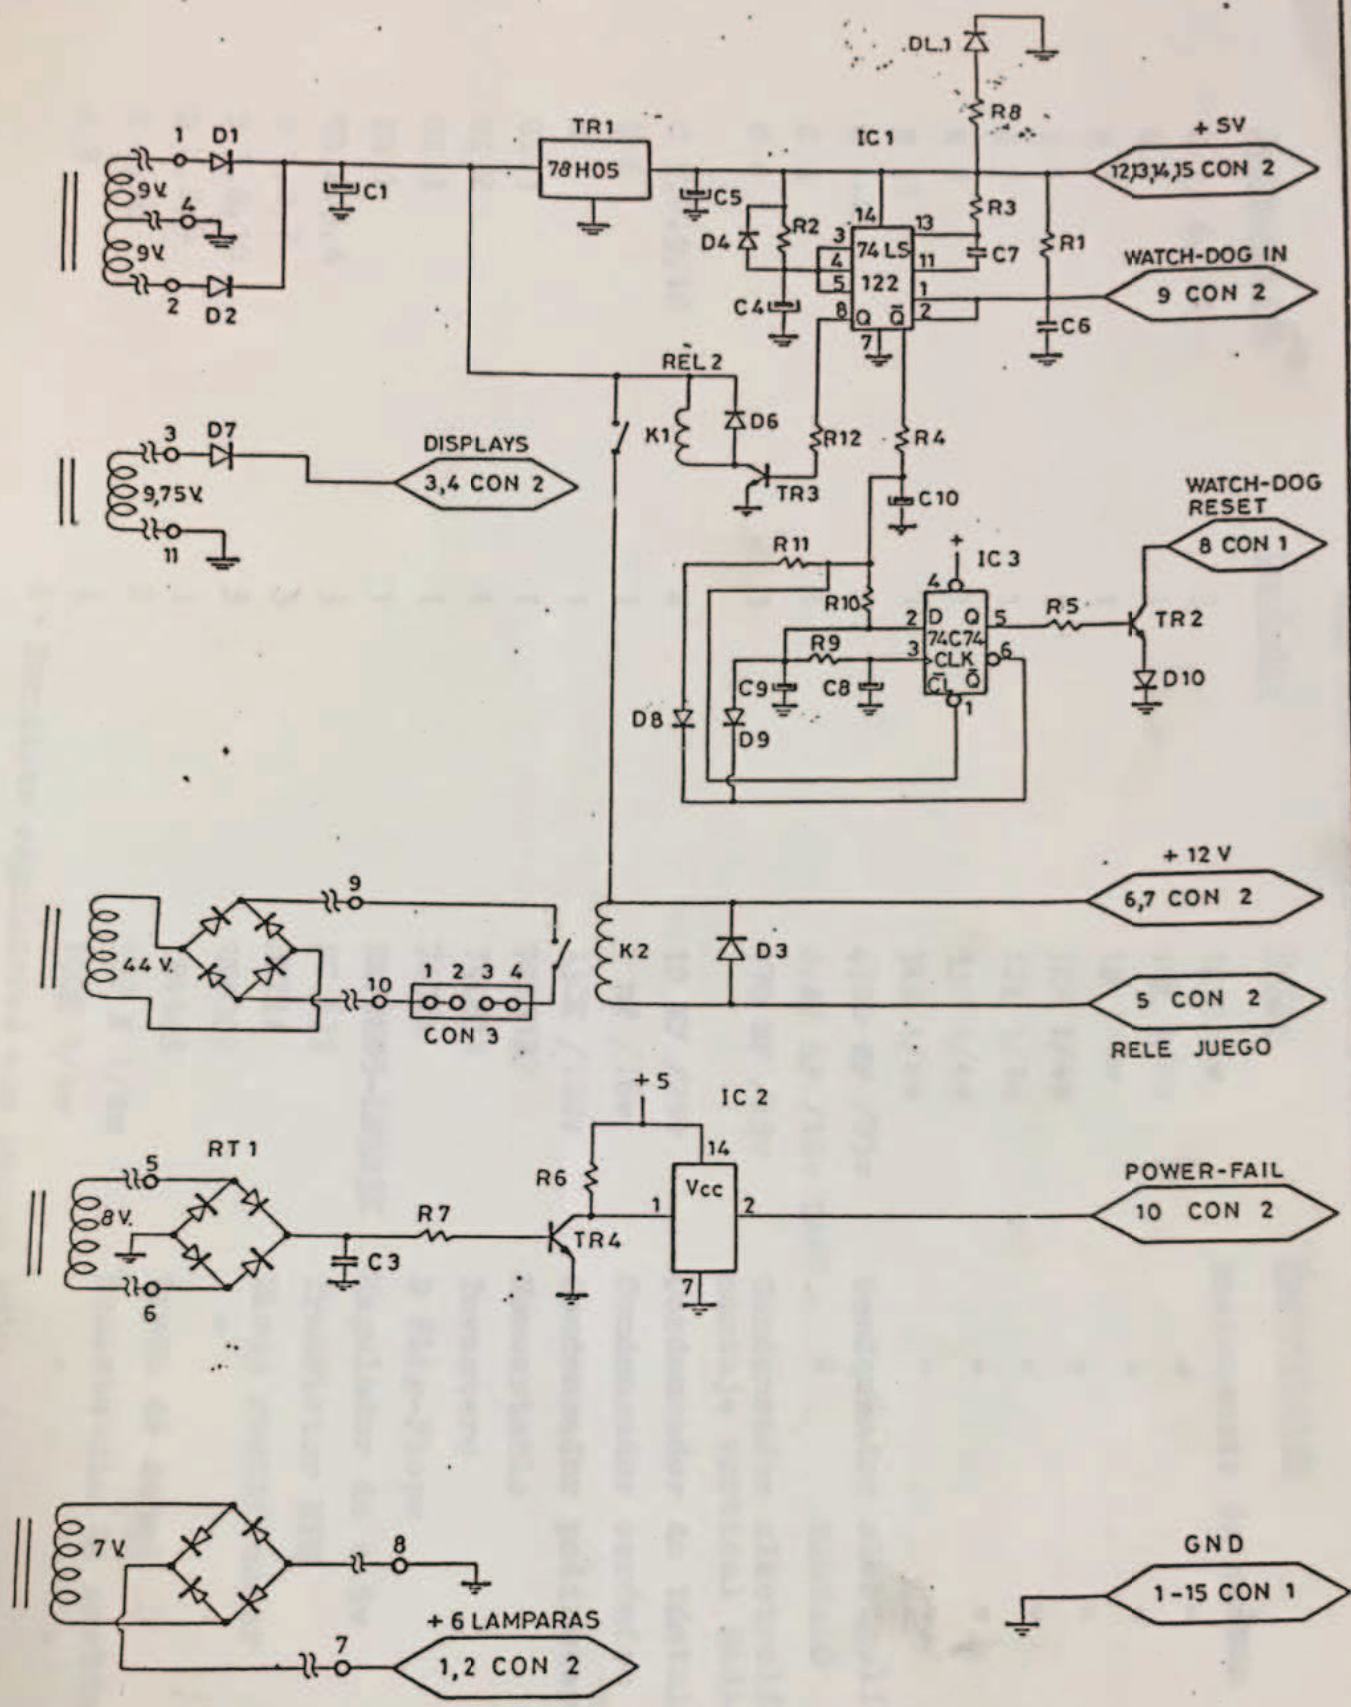 DL.1
R8
+ 5V
12,13,14,15 CON 2
1
D1
TR1
78H05
IC1
9V.
4
C1
C5
9V.
2
D2
D4
R2
C4
3
4
5
8
14
74 LS
122
Q
Q̅
7
13
11
1
2
R3
C7
R1
C6
WATCH-DOG IN
9 CON 2
REL 2
K1
D6
R12
R4
TR3
C10
3
D7
9,75 V.
11
DISPLAYS
3,4 CON 2
WATCH-DOG
RESET
8 CON 1
R11
+
IC 3
R10
4
2
D
Q
5
R5
TR2
74C74
R9
3
CLK
6
C̅L̅
Q̅
1
C9
C8
D10
D8
D9
+ 12 V
6,7 CON 2
9
44 V.
10
1 2 3 4
CON 3
K2
D3
5 CON 2
RELE JUEGO
+ 5
IC 2
5
RT 1
8 V.
6
C3
R7
R6
TR4
14
1
Vcc
2
7
POWER-FAIL
10 CON 2
7 V.
8
7
+ 6 LAMPARAS
1,2 CON 2
GND
1-15 CON 1